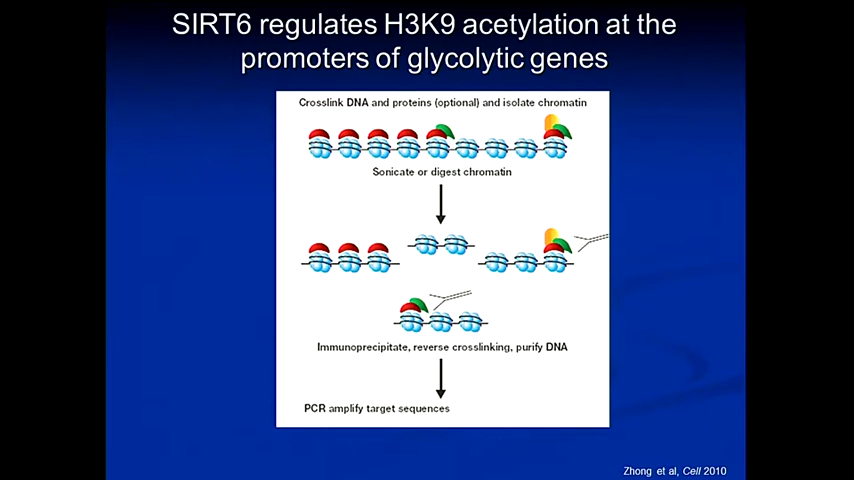 SIRT6 regulates H3K9 acetylation at the
promoters of glycolytic genes
Crosslink DNA and proteins (optional) and isolate chromatin
Sonicate or digest chromatin
Immunoprecipitate, reverse crosslinking, purify DNA
PCR amplify target sequences
Zhong et al, Cell 2010